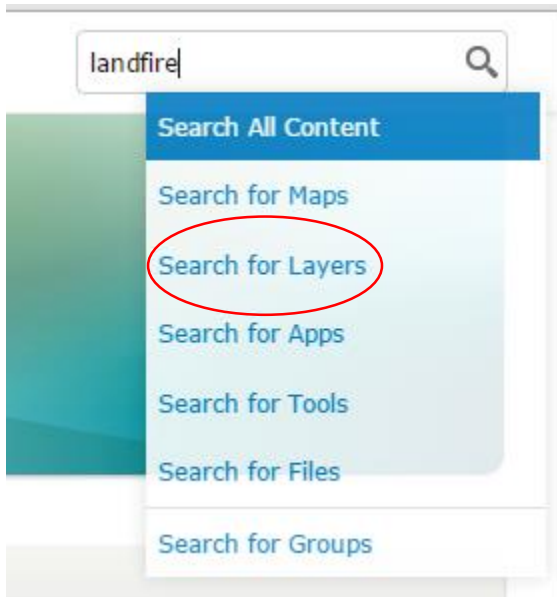 landfire
Search All Content
Search for Maps
Search for Layers
Search for Apps
Search for Tools
Search for Files
Search for Groups